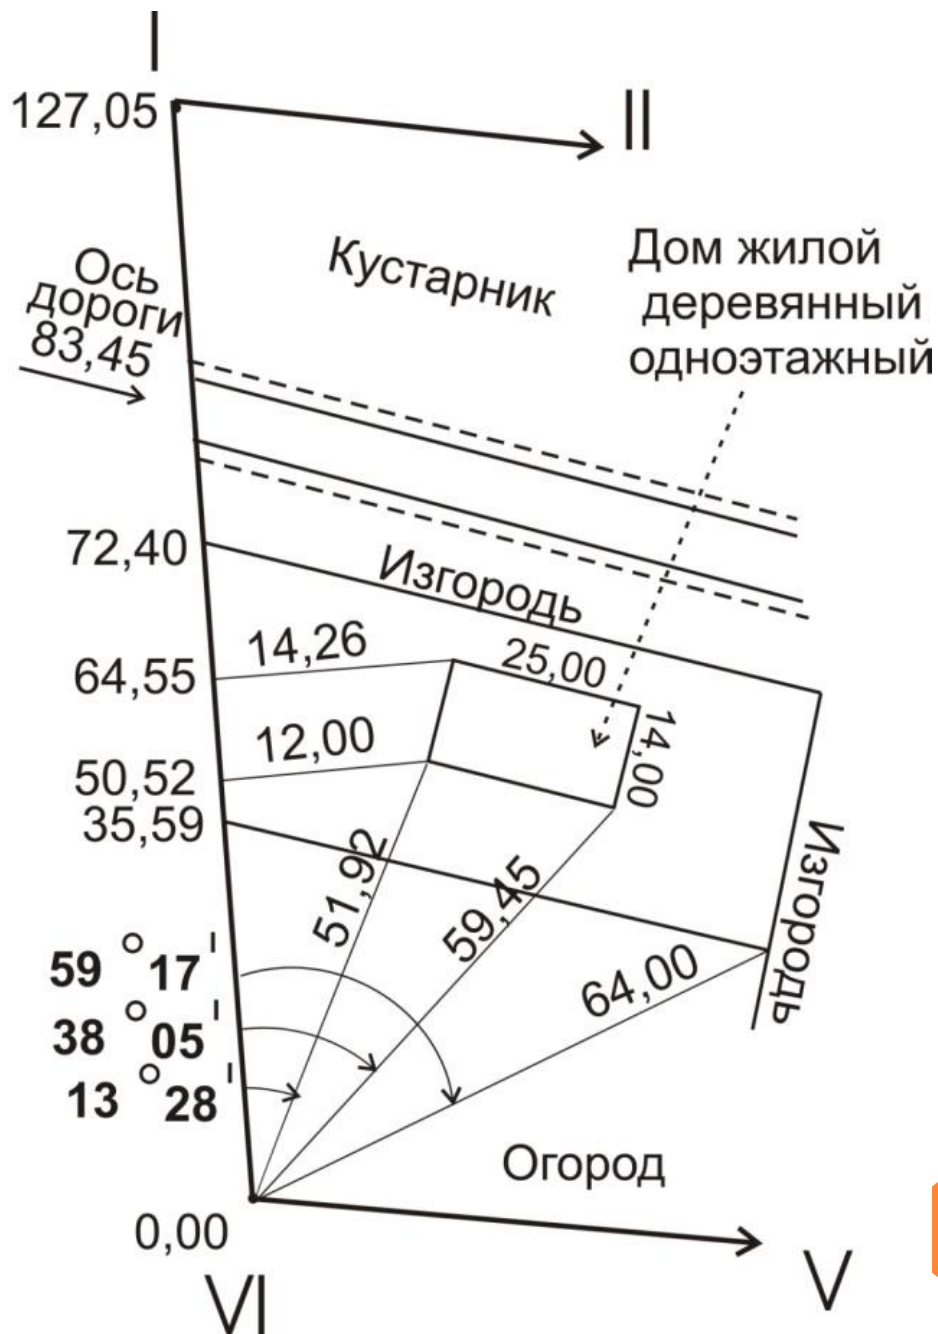 I
127,05
II
Ось
дороги
83,45
Кустарник
Дом жилой
деревянный
одноэтажный
72,40
Изгородь
14,26
25,00
64,55
12,00
14,00
50,52
35,59
Изгородь
51,92
59,45
64,00
59° 17'
38° 05'
13° 28'
Огород
0,00
VI
V